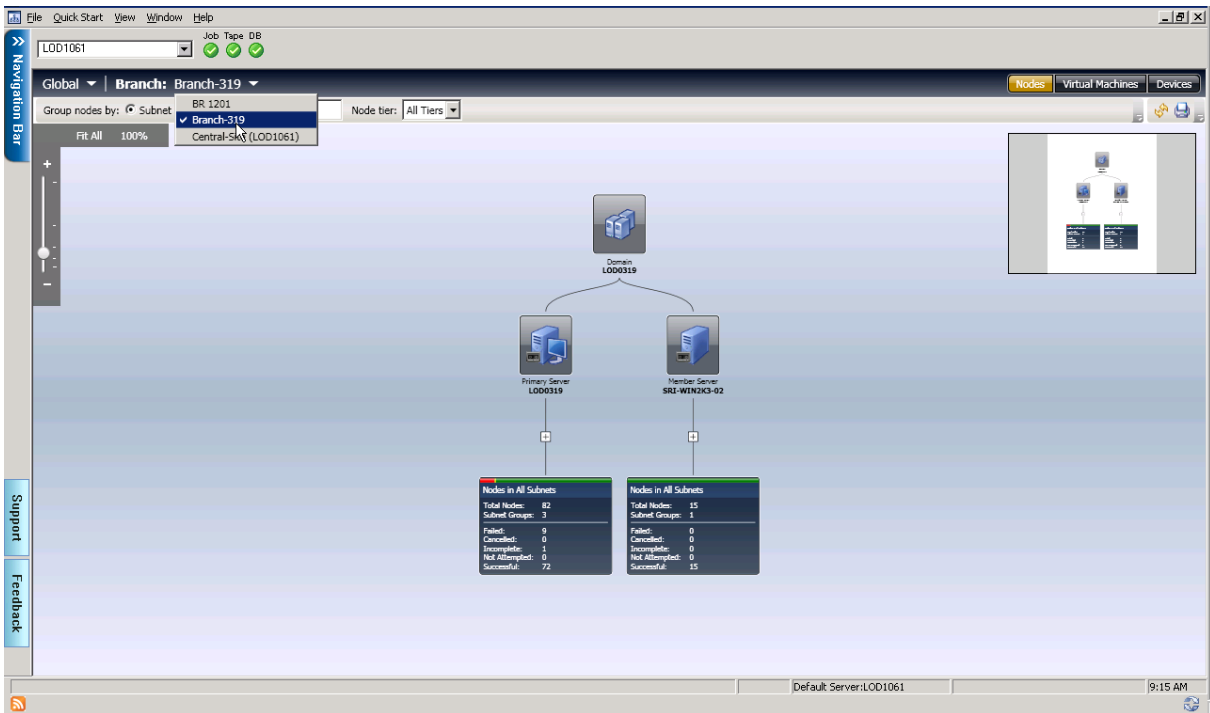 File Quick Start View Window Help
Job Tape DB
LOD1061
Navigation Bar
Global Branch: Branch-319
Nodes Virtual Machines Devices
Group nodes by: Subnet Node tier: All Tiers
BR 1201
Branch-319
(LOD1061)
Fit All 100%
Domain
LOD0319
Primary Server
LOD0319
Member Server
SRI-WIN2K3-02
Nodes in All Subnets
Total Nodes: 82
Subnet Groups: 3
Failed: 9
Cancelled: 0
Incomplete: 1
Not Attempted: 0
Successful: 72
Nodes in All Subnets
Total Nodes: 15
Subnet Groups: 1
Failed: 0
Cancelled: 0
Incomplete: 0
Not Attempted: 0
Successful: 15
Support
Feedback
Default Server:LOD1061
9:15 AM